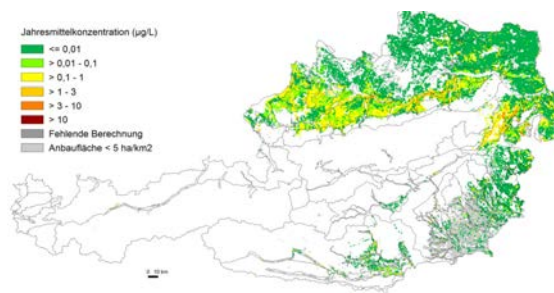 Jahresmittelkonzentration (µg/L)
<= 0,01
> 0,01 - 0,1
> 0,1 - 1
> 1 - 3
> 3 - 10
> 10
Fehlende Berechnung
Anbaufläche < 5 ha/km2
0 10 km